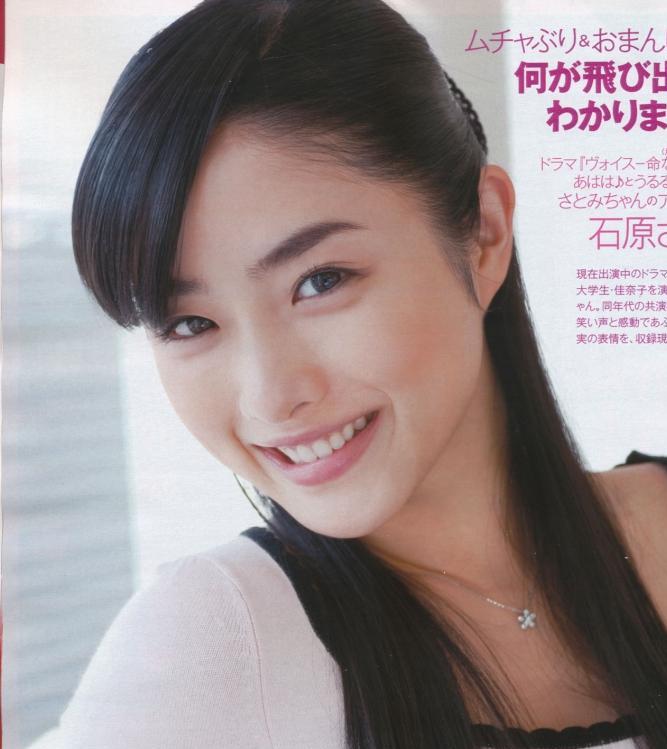 ムチャぶり&おまん
何が飛び出
わかりま
ドラマ『ヴォイス－命な
あはは♪とうるる
さとみちゃんのア
石原さ
現在出演中のドラマ
大学生・佳奈子を演
ゃん。同年代の共演
笑い声と感動であふ
実の表情を、収録現